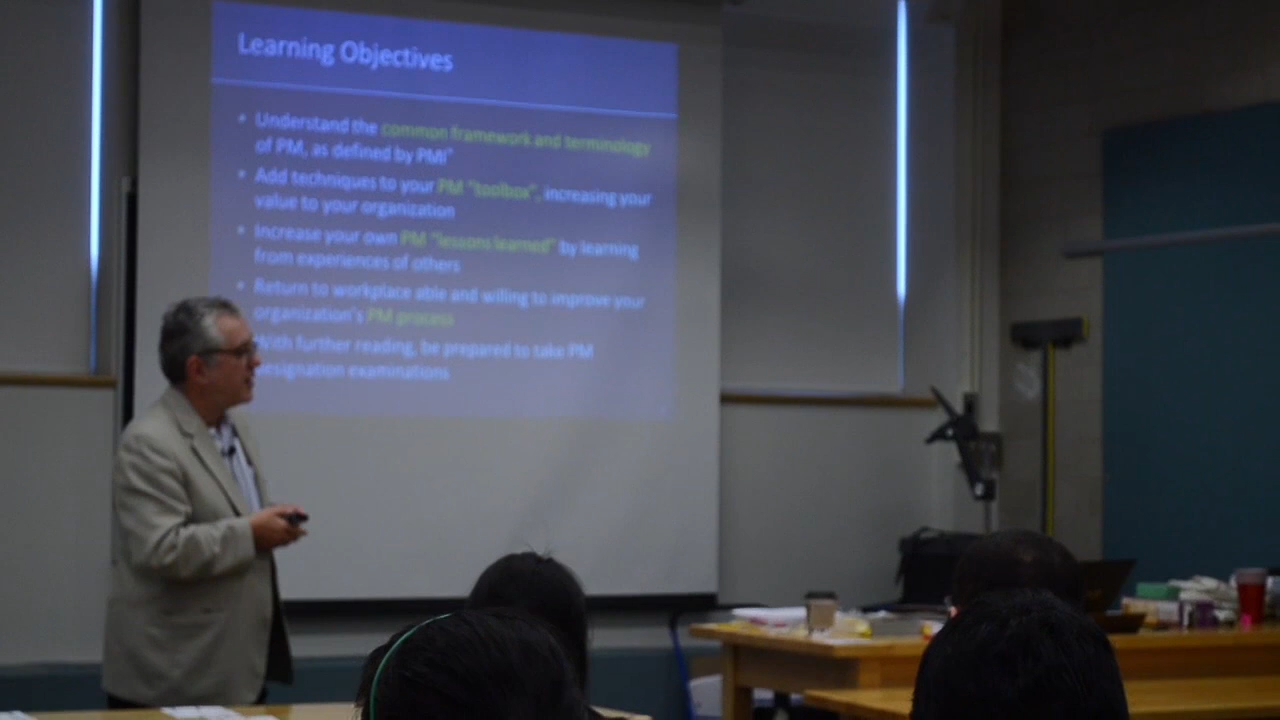 Learning Objectives
• Understand the common framework and terminology
of PM, as defined by PMI®
• Add techniques to your PM "toolbox", increasing your
value to your organization
• Increase your own PM "lessons learned" by learning
from experiences of others
• Return to workplace able and willing to improve your
organization's PM process
With further reading, be prepared to take PM
designation examinations